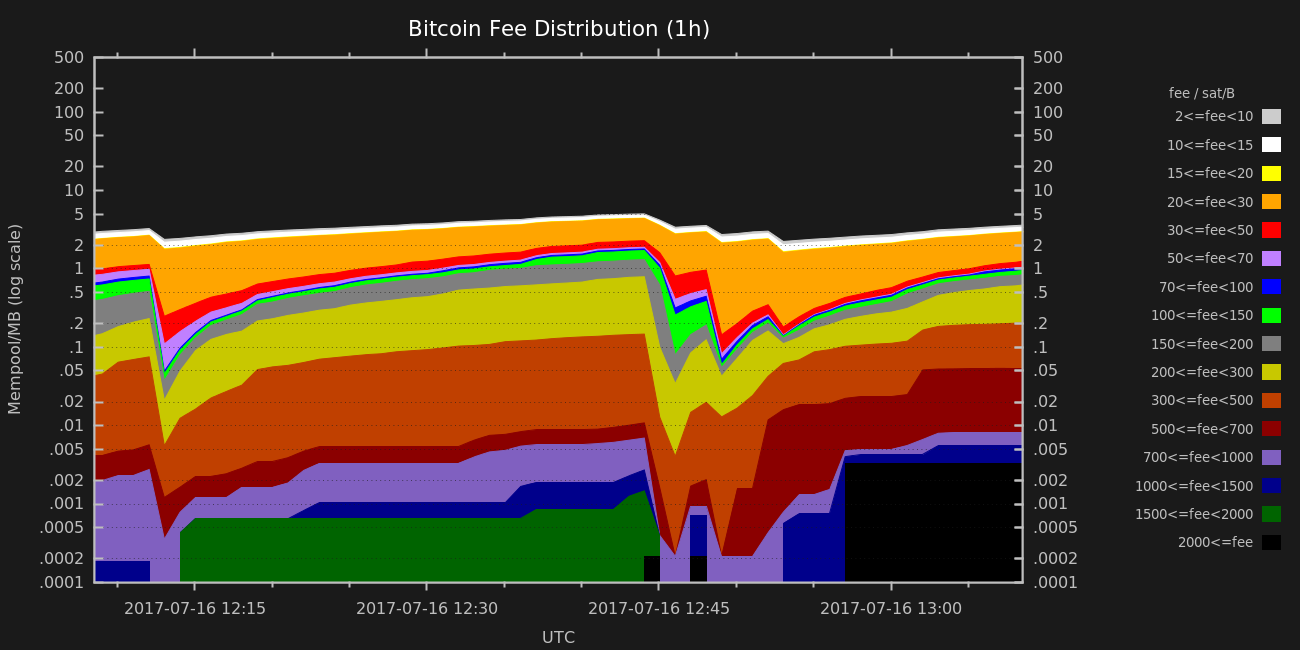 Bitcoin Fee Distribution (1h)
500 500
200 200
100 100
50 50
20 20
10 10
5 5
2 2
1 1
.5 .5
.2 .2
.1 .1
.05 .05
.02 .02
.01 .01
.005 .005
.002 .002
.001 .001
.0005 .0005
.0002 .0002
.0001 .0001
Mempool/MB (log scale)
2017-07-16 12:15 2017-07-16 12:30 2017-07-16 12:45 2017-07-16 13:00
UTC
fee / sat/B
2<=fee<10
10<=fee<15
15<=fee<20
20<=fee<30
30<=fee<50
50<=fee<70
70<=fee<100
100<=fee<150
150<=fee<200
200<=fee<300
300<=fee<500
500<=fee<700
700<=fee<1000
1000<=fee<1500
1500<=fee<2000
2000<=fee